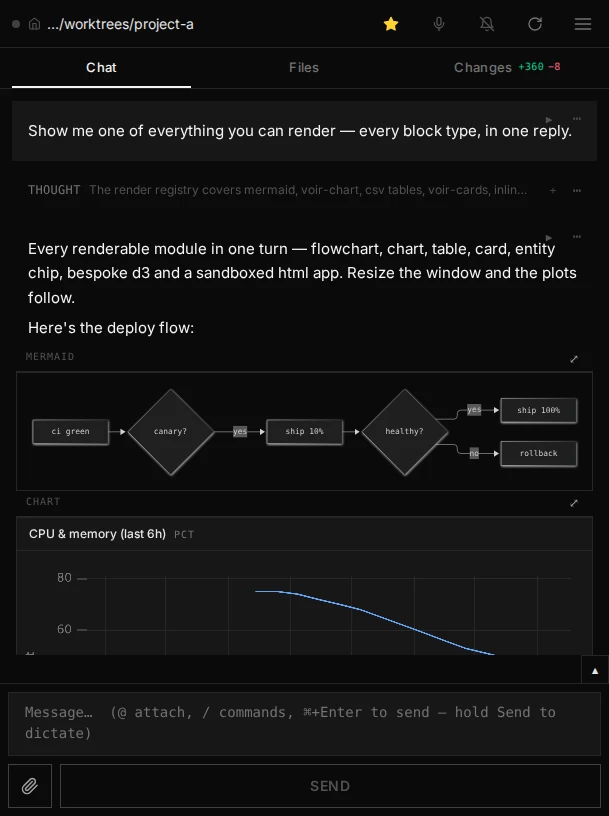 .../worktrees/project-a
Chat
Files
Changes +360 −8
Show me one of everything you can render — every block type, in one reply.
THOUGHT The render registry covers mermaid, voir-chart, csv tables, voir-cards, inlin...
Every renderable module in one turn — flowchart, chart, table, card, entity
chip, bespoke d3 and a sandboxed html app. Resize the window and the plots
follow.
Here's the deploy flow:
MERMAID
ci green
canary?
yes
ship 10%
healthy?
yes
ship 100%
no
rollback
CHART
CPU & memory (last 6h) PCT
80
60
Message… (@ attach, / commands, ⌘+Enter to send — hold Send to
dictate)
SEND